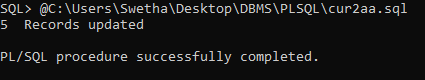 SQL> @C:\Users\Swetha\Desktop\DBMS\PLSQL\cur2aa.sql
5  Records updated
PL/SQL procedure successfully completed.